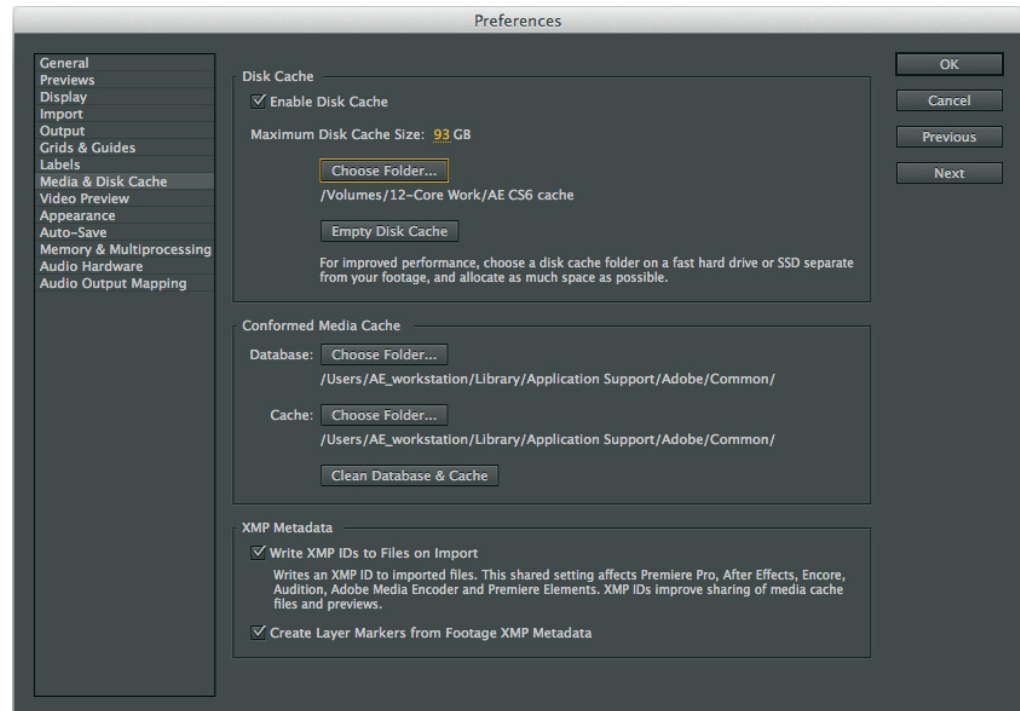 Preferences
General
Previews
Display
Import
Output
Grids & Guides
Labels
Media & Disk Cache
Video Preview
Appearance
Auto-Save
Memory & Multiprocessing
Audio Hardware
Audio Output Mapping
Disk Cache
Enable Disk Cache
Maximum Disk Cache Size: 93 GB
Choose Folder...
/Volumes/12-Core Work/AE CS6 cache
Empty Disk Cache
For improved performance, choose a disk cache folder on a fast hard drive or SSD separate
from your footage, and allocate as much space as possible.
Conformed Media Cache
Database: Choose Folder...
/Users/AE_workstation/Library/Application Support/Adobe/Common/
Cache: Choose Folder...
/Users/AE_workstation/Library/Application Support/Adobe/Common/
Clean Database & Cache
XMP Metadata
Write XMP IDs to Files on Import
Writes an XMP ID to imported files. This shared setting affects Premiere Pro, After Effects, Encore,
Audition, Adobe Media Encoder and Premiere Elements. XMP IDs improve sharing of media cache
files and previews.
Create Layer Markers from Footage XMP Metadata
OK
Cancel
Previous
Next